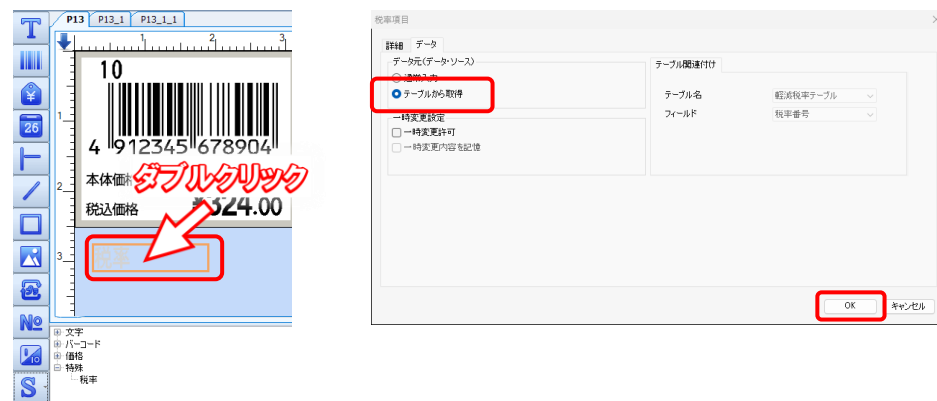 P13 P13_1 P13_1_1
1 2 3
10
4 912345 678904
本体価格
ダブルクリック
税込価格 ¥324.00
税率
1
2
3
T
¥
26
No
1/10
S
文字
バーコード
価格
特殊
税率
税率項目
詳細 データ
データ元(データ・ソース)
通常入力
テーブルから取得
一時変更設定
一時変更許可
一時変更内容を記憶
テーブル関連付け
テーブル名 軽減税率テーブル
フィールド 税率番号
OK キャンセル